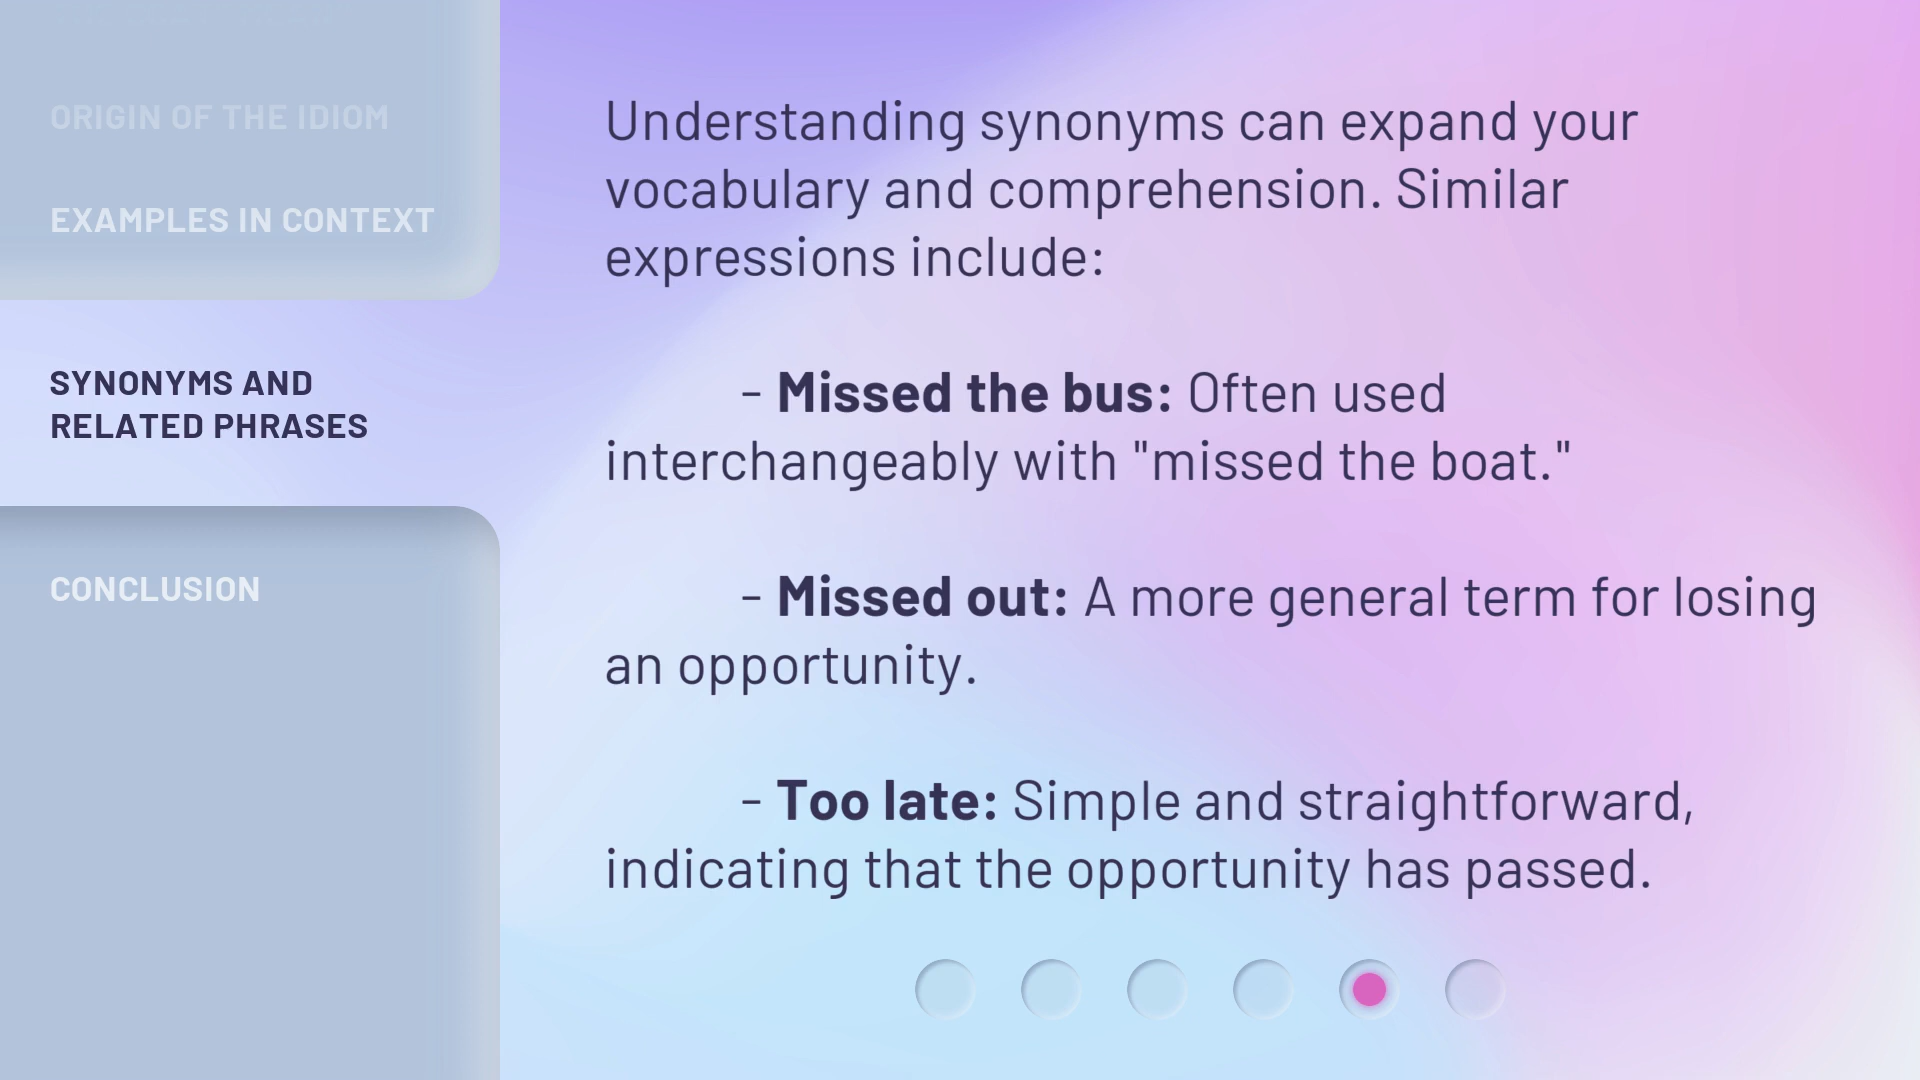 ORIGIN OF THE IDIOM
EXAMPLES IN CONTEXT
SYNONYMS AND
RELATED PHRASES
CONCLUSION
Understanding synonyms can expand your
vocabulary and comprehension. Similar
expressions include:
- Missed the bus: Often used
interchangeably with "missed the boat."
- Missed out: A more general term for losing
an opportunity.
- Too late: Simple and straightforward,
indicating that the opportunity has passed.